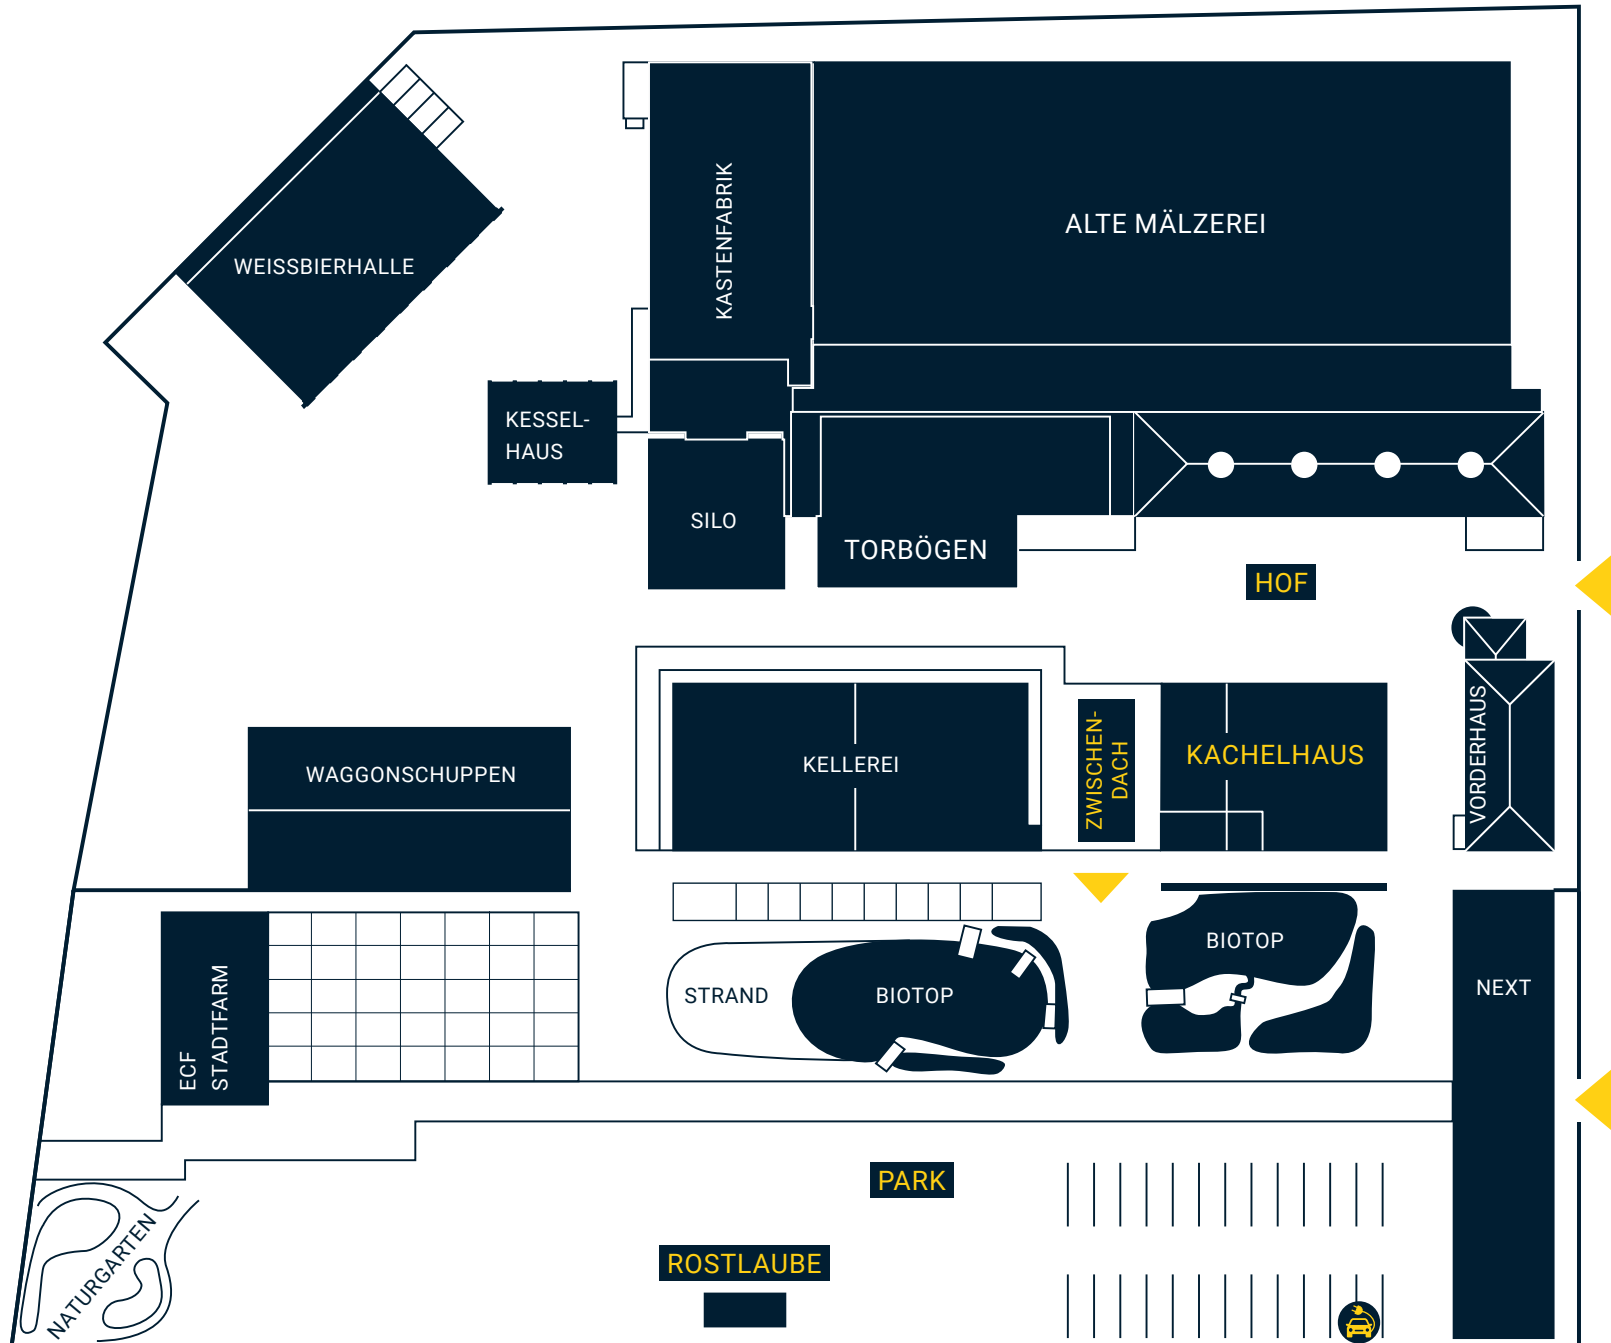 KASTENFABRIK
ALTE MÄLZEREI
WEISSBIERHALLE
KESSEL-
HAUS
SILO
TORBÖGEN
HOF
VORDERHAUS
ZWISCHEN-
DACH
KACHELHAUS
KELLEREI
WAGGONSCHUPPEN
BIOTOP
STRAND
BIOTOP
NEXT
ECF
STADTFARM
PARK
NATURGARTEN
ROSTLAUBE